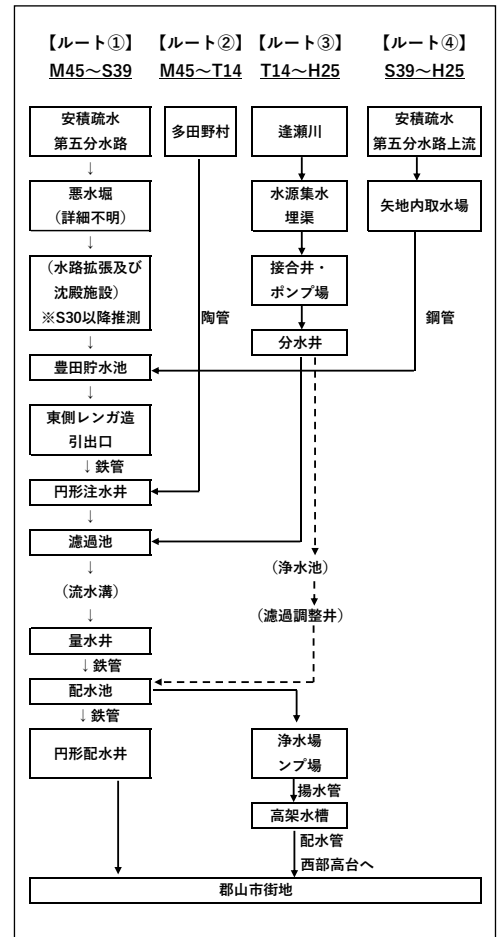 【ルート①】 【ルート②】 【ルート③】 【ルート④】
M45～S39 M45～T14 T14～H25 S39～H25
安積疏水
第五分水路
多田野村
逢瀬川
安積疏水
第五分水路上流
↓
悪水堀
（詳細不明）
水源集水
埋渠
矢地内取水場
↓
（水路拡張及び
沈殿施設）
※S30以降推測
接合井・
ポンプ場
陶管
鋼管
↓
分水井
豊田貯水池
↓
東側レンガ造
引出口
↓鉄管
円形注水井
↓
濾過池
↓
（浄水池）
（流水溝）
↓
（濾過調整井）
量水井
↓鉄管
配水池
↓鉄管
円形配水井
浄水場
ンプ場
揚水管
高架水槽
配水管
西部高台へ
郡山市街地